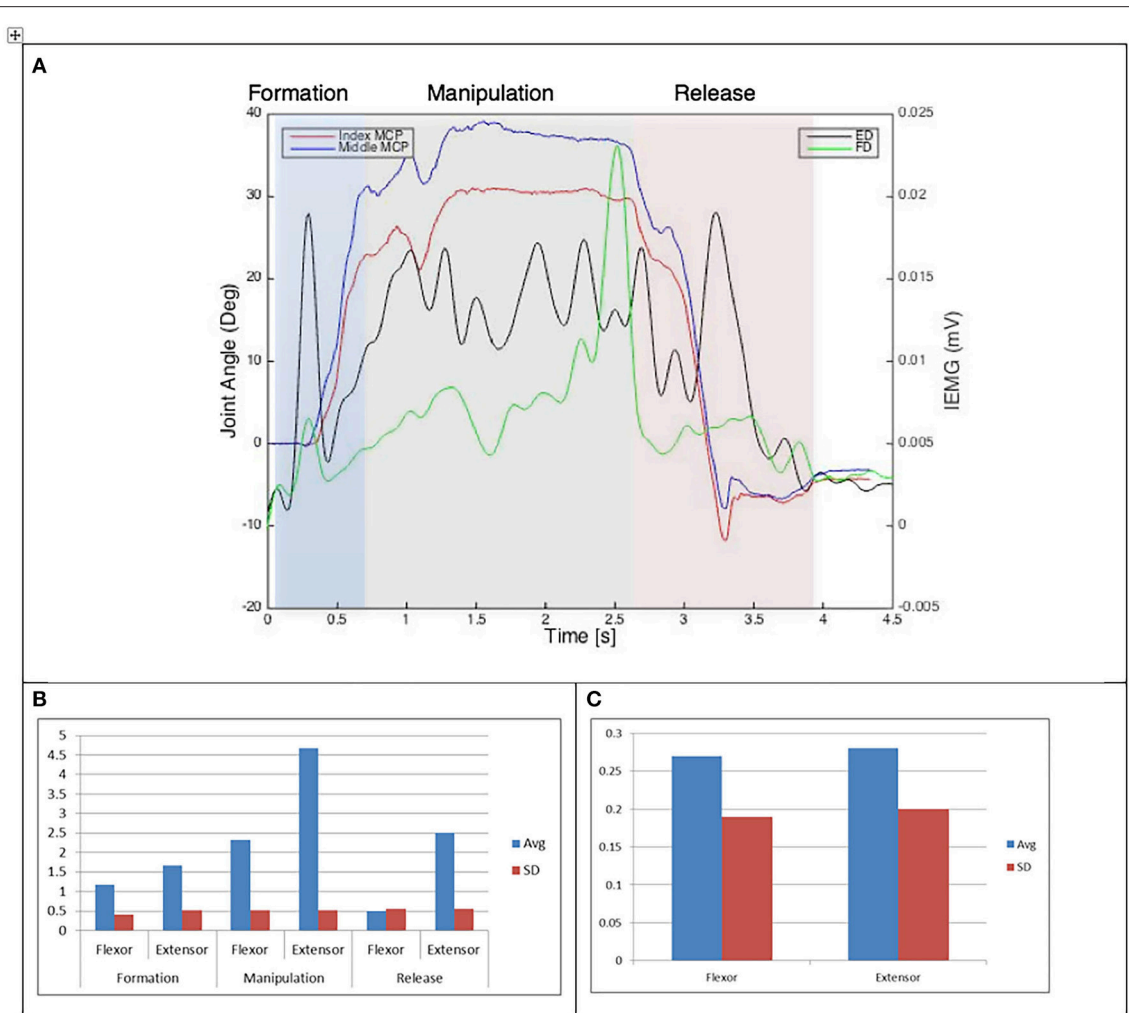 A
Formation Manipulation Release
40 0.025
Index MCP ED
Middle MCP FD
30 0.02
20 0.015
10 0.01
0 0.005
-10 0
-20 -0.005
Joint Angle (Deg)
IEMG (mV)
0 0.5 1 1.5 2 2.5 3 3.5 4 4.5
Time [s]
B
5
4.5
4
3.5
3
2.5
2
1.5
1
0.5
0
Avg
SD
Flexor Extensor Flexor Extensor Flexor Extensor
Formation Manipulation Release
C
0.3
0.25
0.2
0.15
0.1
0.05
0
Avg
SD
Flexor Extensor